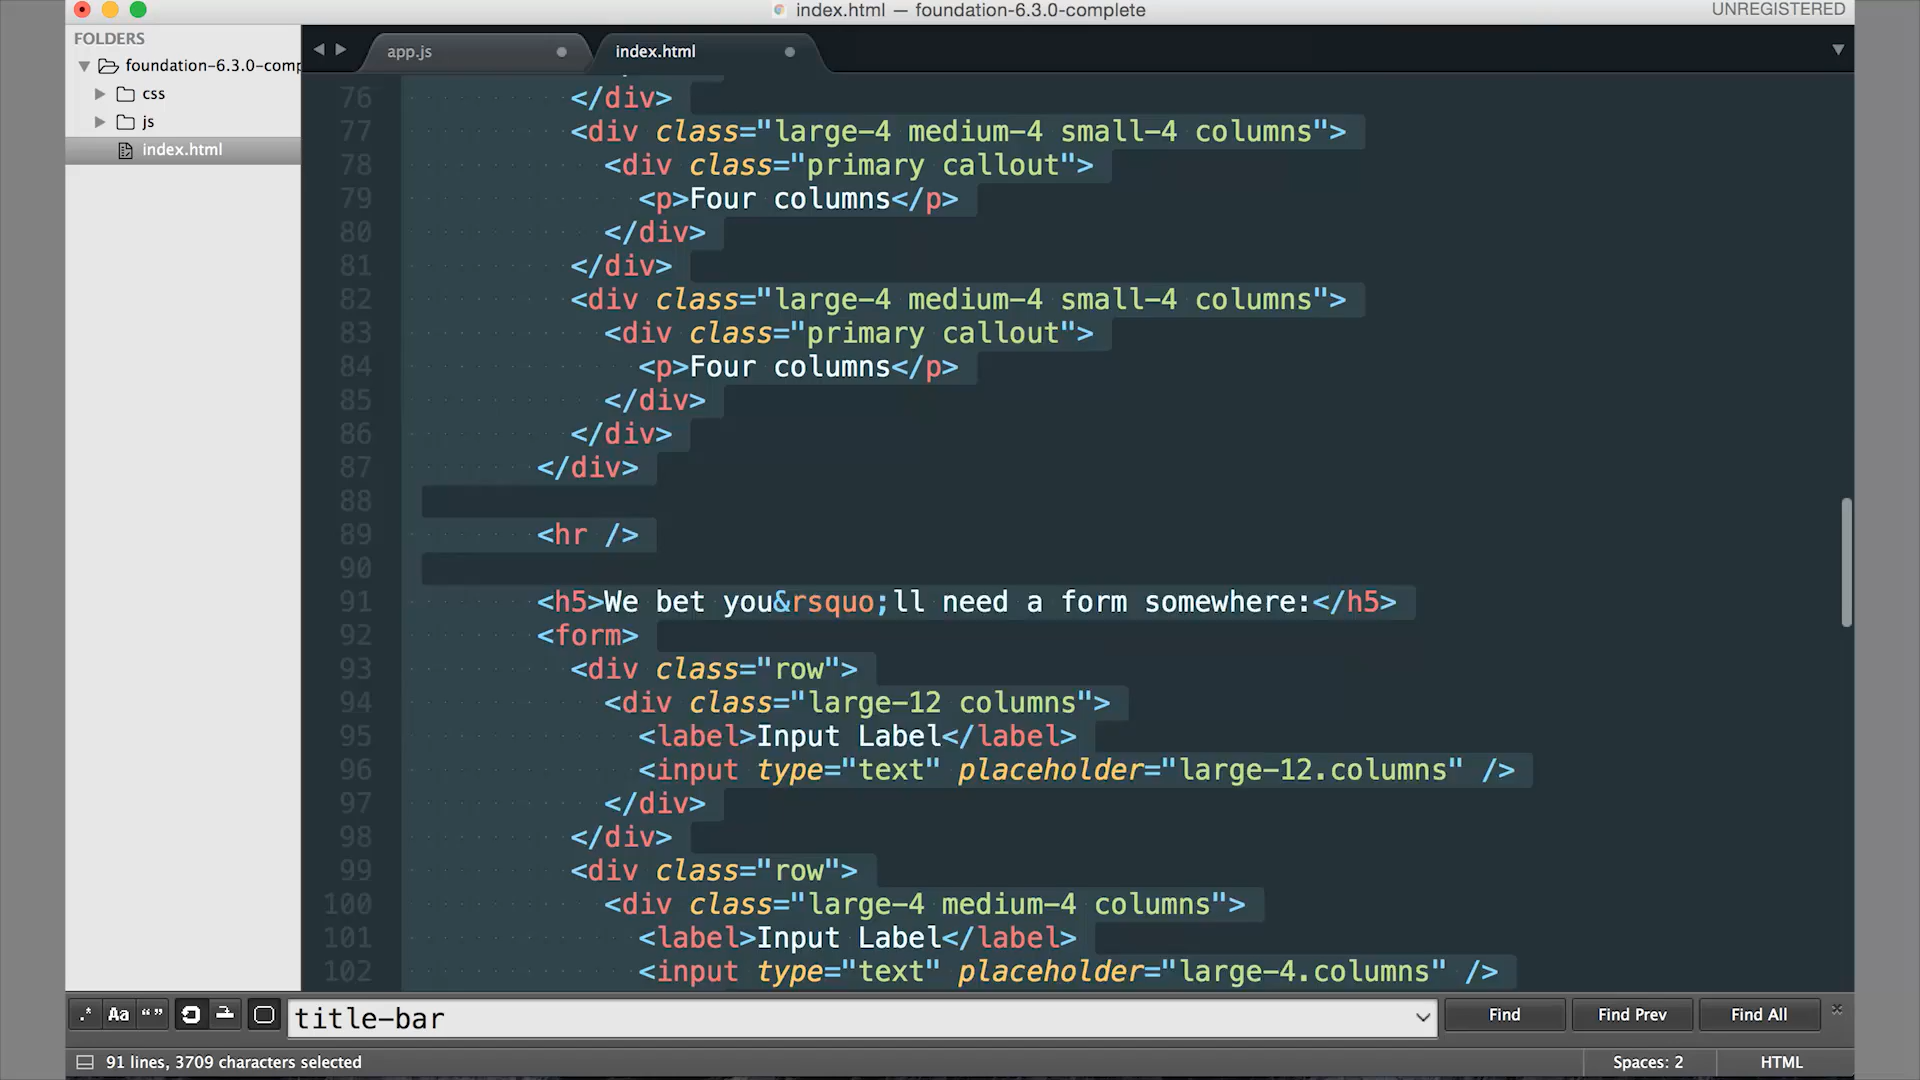 index.html — foundation-6.3.0-complete
UNREGISTERED
FOLDERS
foundation-6.3.0-comp
css
js
index.html
app.js
index.html
76 </div>
77 <div class="large-4 medium-4 small-4 columns">
78 <div class="primary callout">
79 <p>Four columns</p>
80 </div>
81 </div>
82 <div class="large-4 medium-4 small-4 columns">
83 <div class="primary callout">
84 <p>Four columns</p>
85 </div>
86 </div>
87 </div>
88
89 <hr />
90
91 <h5>We bet you&rsquo;ll need a form somewhere:</h5>
92 <form>
93 <div class="row">
94 <div class="large-12 columns">
95 <label>Input Label</label>
96 <input type="text" placeholder="large-12.columns" />
97 </div>
98 </div>
99 <div class="row">
100 <div class="large-4 medium-4 columns">
101 <label>Input Label</label>
102 <input type="text" placeholder="large-4.columns" />
.* Aa “ ” title-bar Find Find Prev Find All
91 lines, 3709 characters selected
Spaces: 2
HTML